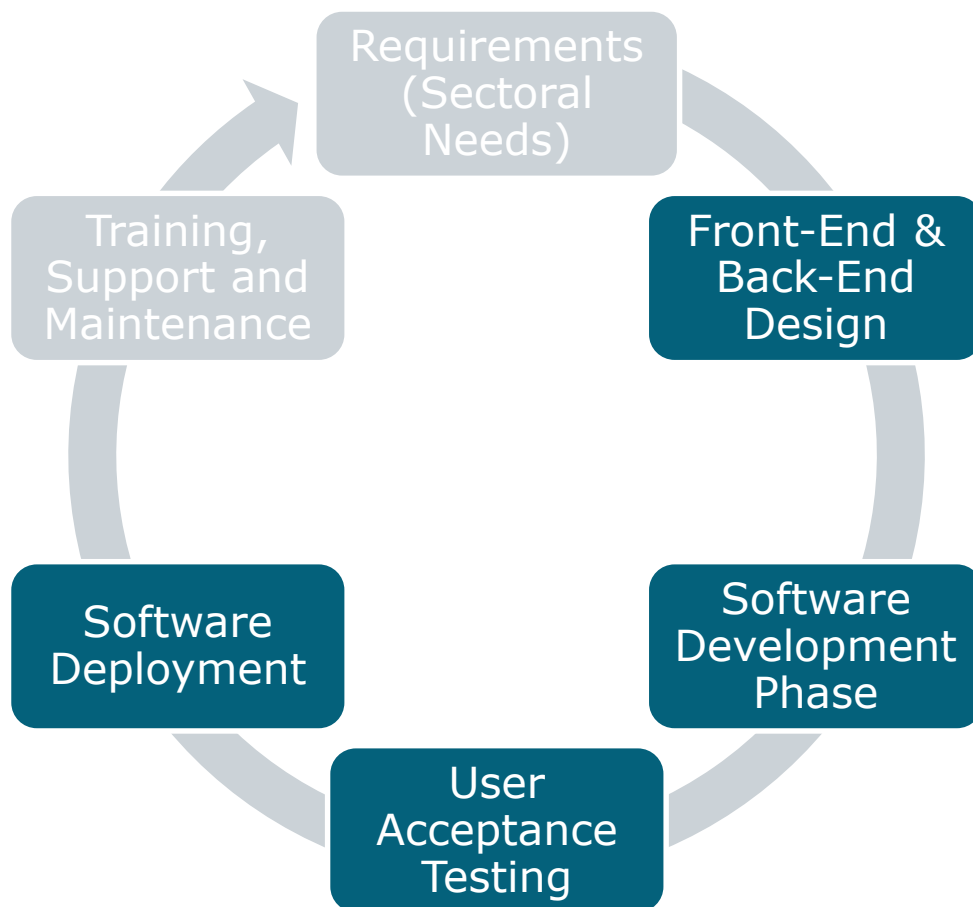 Requirements
(Sectoral
Needs)
Front-End &
Back-End
Design
Software
Development
Phase
User
Acceptance
Testing
Software
Deployment
Training,
Support and
Maintenance